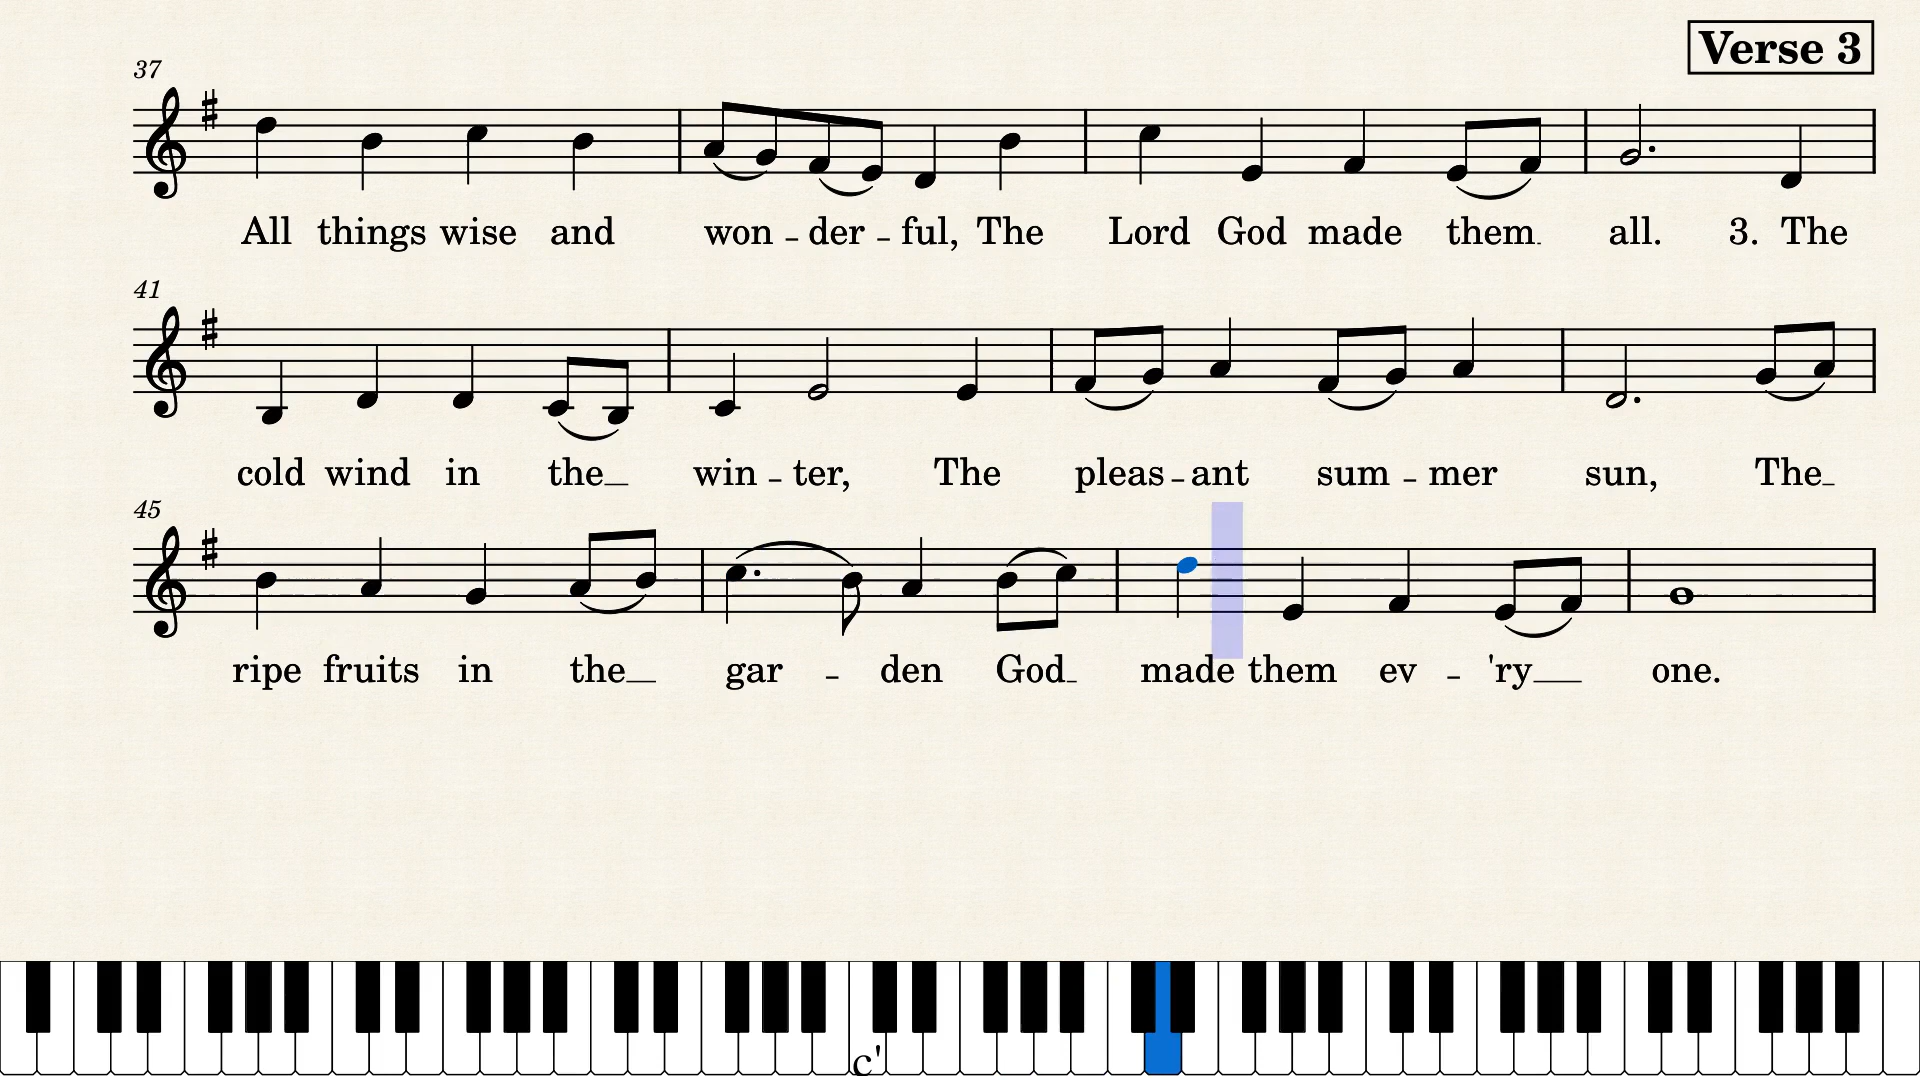 Verse 3
37
All things wise and won - der - ful, The Lord God made them all. 3. The
41
cold wind in the win - ter, The pleas - ant sum - mer sun, The
45
ripe fruits in the gar - den God made them ev - 'ry one.
c'